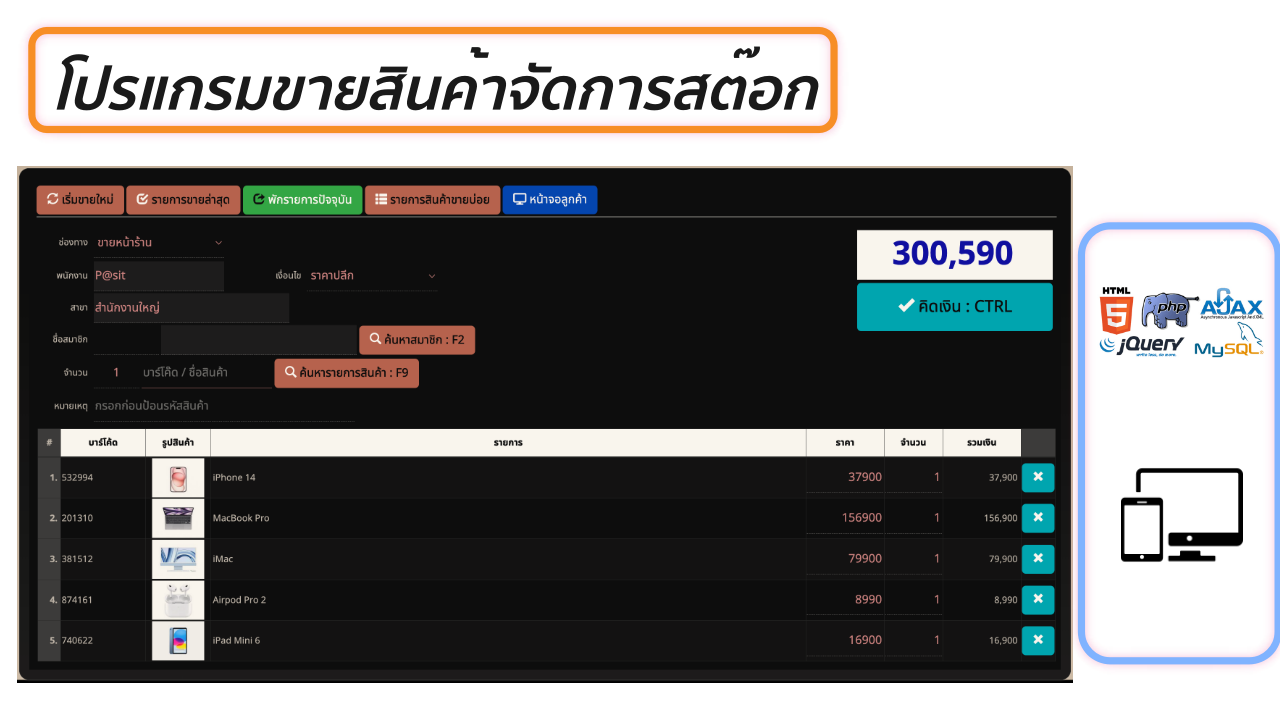 โปรแกรมขายสินค้าจัดการสต๊อก
เริ่มขายใหม่ รายการขายล่าสุด พักรายการปัจจุบัน รายการสินค้าขายบ่อย หน้าจอลูกค้า
ช่องทาง ขายหน้าร้าน
300,590
พนักงาน P@sit เงื่อนไข ราคาปลีก
คิดเงิน : CTRL
สาขา สำนักงานใหญ่
ชื่อสมาชิก ค้นหาสมาชิก : F2
จำนวน 1 บาร์โค๊ด / ชื่อสินค้า ค้นหารายการสินค้า : F9
หมายเหตุ กรอกก่อนป้อนรหัสสินค้า
# บาร์โค้ด รูปสินค้า รายการ ราคา จำนวน รวมเงิน
1. 532994 iPhone 14 37900 1 37,900
2. 201310 MacBook Pro 156900 1 156,900
3. 381512 iMac 79900 1 79,900
4. 874161 Airpod Pro 2 8990 1 8,990
5. 740622 iPad Mini 6 16900 1 16,900
HTML
5 php AJAX
Asynchronous Javascript And XML
jQuery
write less, do more.
MySQL